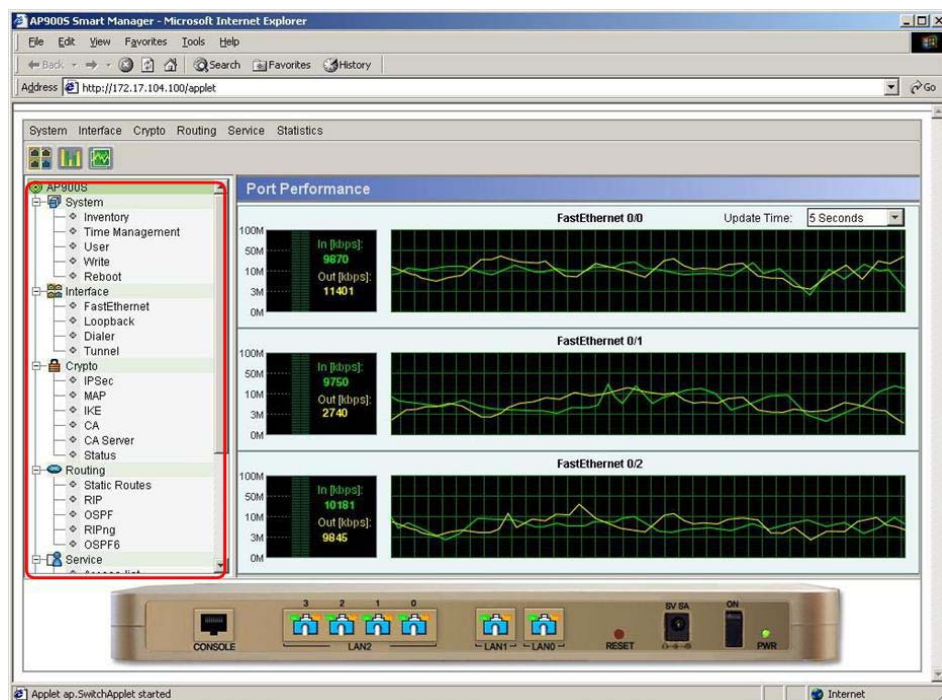 AP900S Smart Manager - Microsoft Internet Explorer
File Edit View Favorites Tools Help
Back Search Favorites History
Address http://172.17.104.100/applet Go
System Interface Crypto Routing Service Statistics
AP900S
System
Inventory
Time Management
User
Write
Reboot
Interface
FastEthernet
Loopback
Dialer
Tunnel
Crypto
IPSec
MAP
IKE
CA
CA Server
Status
Routing
Static Routes
RIP
OSPF
RIPng
OSPF6
Service
Port Performance
FastEthernet 0/0 Update Time: 5 Seconds
100M
50M
10M
3M
0M
In [kbps]:
9870
Out [kbps]:
11401
FastEthernet 0/1
100M
50M
10M
3M
0M
In [kbps]:
9750
Out [kbps]:
2740
FastEthernet 0/2
100M
50M
10M
3M
0M
In [kbps]:
10181
Out [kbps]:
9845
3 2 1 0 5V 5A ON
CONSOLE LAN2 LAN1 LAN0 RESET PWR
Applet ap.SwitchApplet started Internet